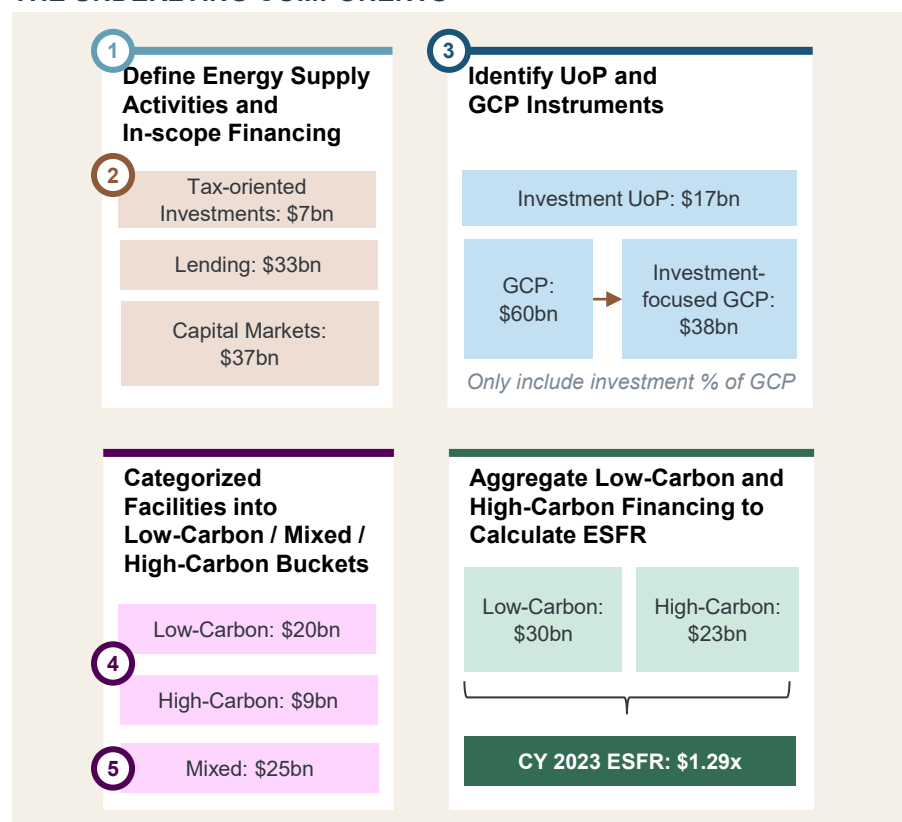 THE UNDERLYING COMPONENTS
1
Define Energy Supply
Activities and
In-scope Financing
2
Tax-oriented
Investments: $7bn
Lending: $33bn
Capital Markets:
$37bn
3
Identify UoP and
GCP Instruments
Investment UoP: $17bn
GCP:
$60bn
Investment-
focused GCP:
$38bn
Only include investment % of GCP
Categorized
Facilities into
Low-Carbon / Mixed /
High-Carbon Buckets
Low-Carbon: $20bn
4
High-Carbon: $9bn
5
Mixed: $25bn
Aggregate Low-Carbon and
High-Carbon Financing to
Calculate ESFR
Low-Carbon:
$30bn
High-Carbon:
$23bn
CY 2023 ESFR: $1.29x